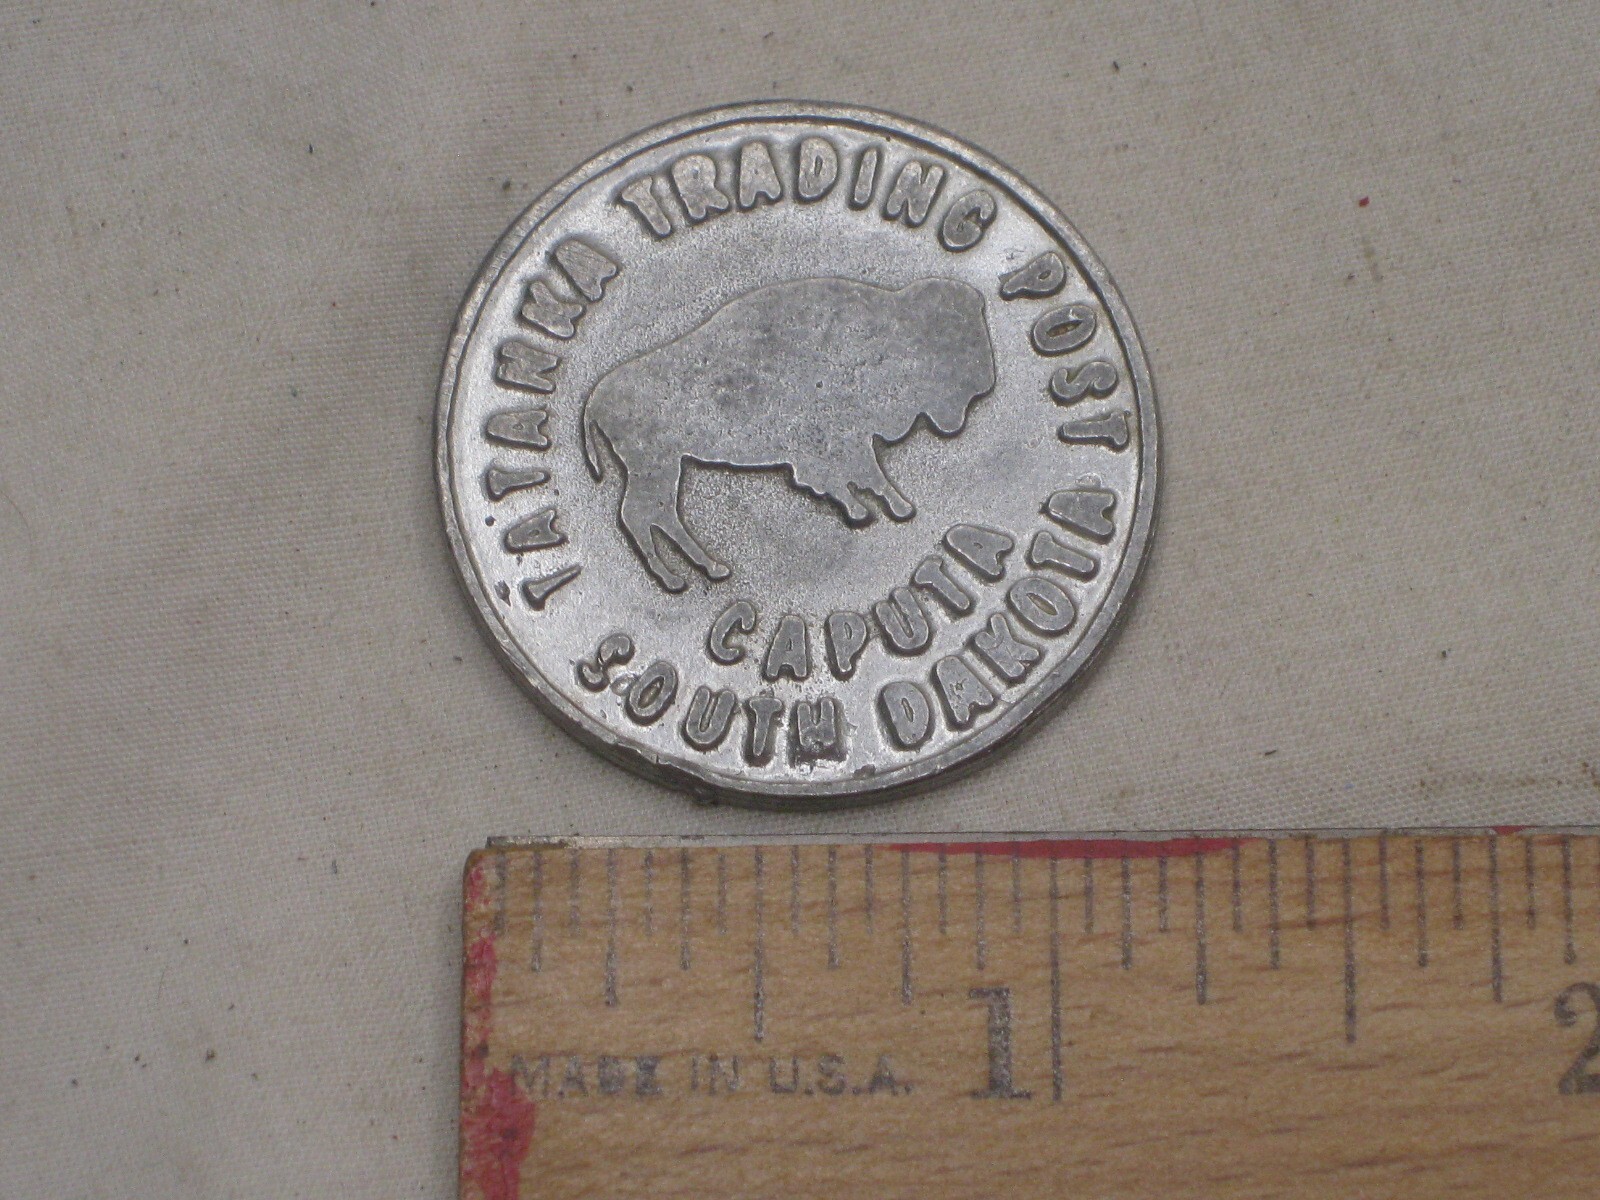 TATANKA TRADING POST
CAPUTA
SOUTH DAKOTA
1
2
MADE IN U.S.A.